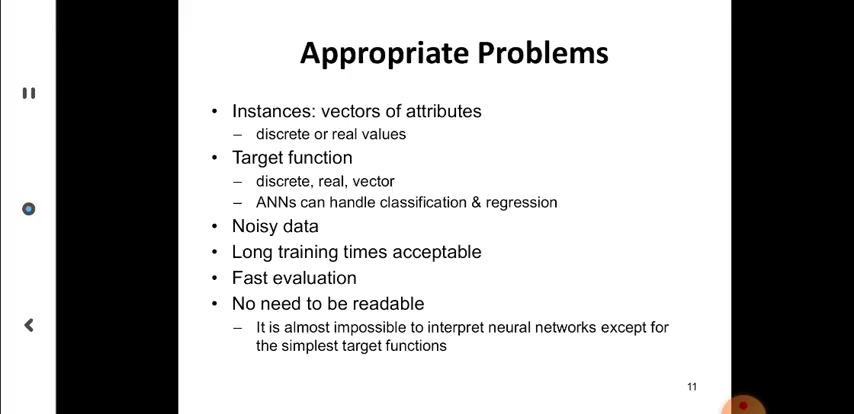 Appropriate Problems
• Instances: vectors of attributes
– discrete or real values
• Target function
– discrete, real, vector
– ANNs can handle classification & regression
• Noisy data
• Long training times acceptable
• Fast evaluation
• No need to be readable
– It is almost impossible to interpret neural networks except for
the simplest target functions
11